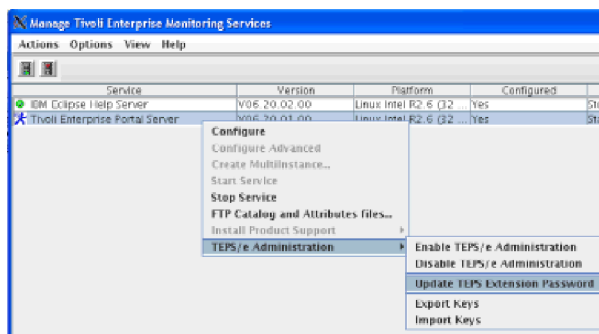 Manage Tivoli Enterprise Monitoring Services
Actions Options View Help
Service Version Platform Configured
IBM Eclipse Help Server V06.20.02.00 Linux Intel R2.6 (32 ... Yes
Tivoli Enterprise Portal Server V06.20.01.00 Linux Intel R2.6 (32 ... Yes
Configure
Configure Advanced
Create MultiInstance...
Start Service
Stop Service
FTP Catalog and Attributes files...
Install Product Support
TEPS/e Administration
Enable TEPS/e Administration
Disable TEPS/e Administration
Update TEPS Extension Password
Export Keys
Import Keys